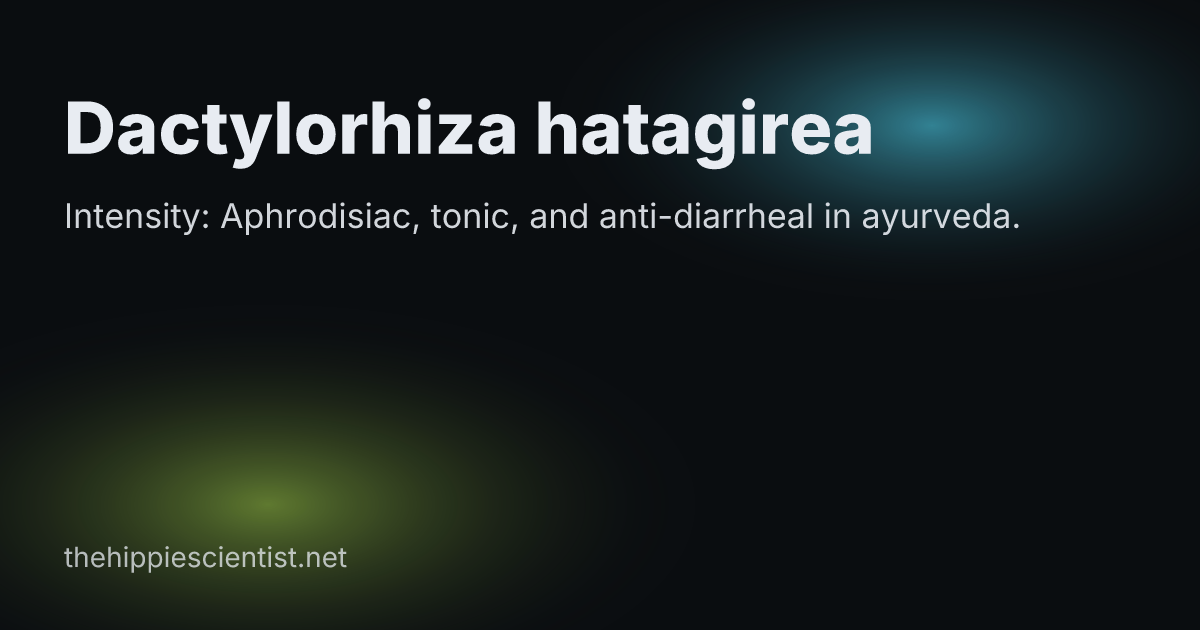 Dactylorhiza hatagirea
Intensity: Aphrodisiac, tonic, and anti-diarrheal in ayurveda.
thehippiescientist.net